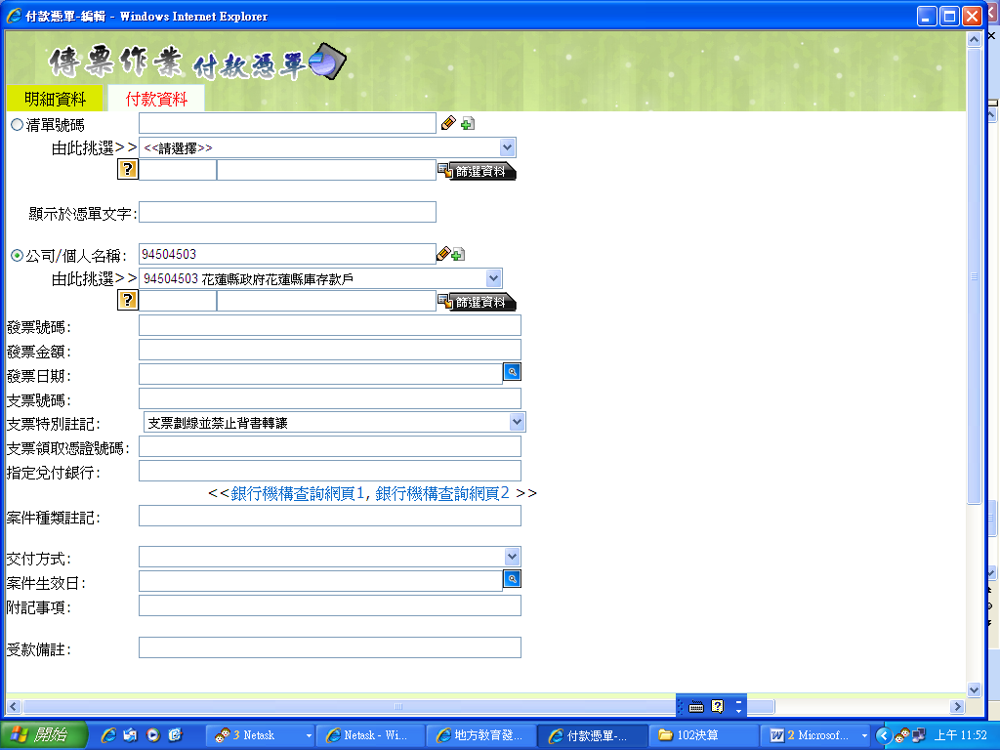 付款憑單-編輯 - Windows Internet Explorer
傳票作業 付款憑單
明細資料 付款資料
清單號碼
由此挑選>> <<請選擇>>
? 篩選資料
顯示於憑單文字:
公司/個人名稱: 94504503
由此挑選>> 94504503 花蓮縣政府花蓮縣庫存款戶
? 篩選資料
發票號碼:
發票金額:
發票日期:
支票號碼:
支票特別註記: 支票劃線並禁止背書轉讓
支票領取憑證號碼:
指定兌付銀行:
<<銀行機構查詢網頁1, 銀行機構查詢網頁2 >>
案件種類註記:
交付方式:
案件生效日:
附記事項:
受款備註:
?
開始 3 Netask Netask - Wi... 地方教育發... 付款憑單-... 102決算 2 Microsof... 上午 11:52